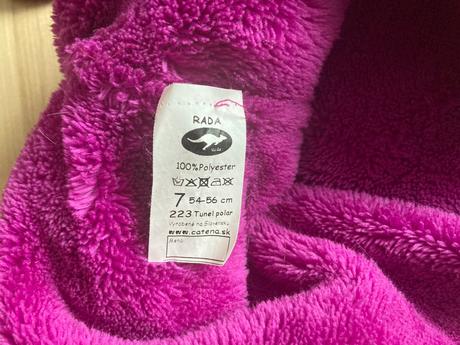 RADA
100%Polyester
7 54-56 cm
223 Tunel polar
Vyrobené na Slovensku
www.catena.sk
Meno: